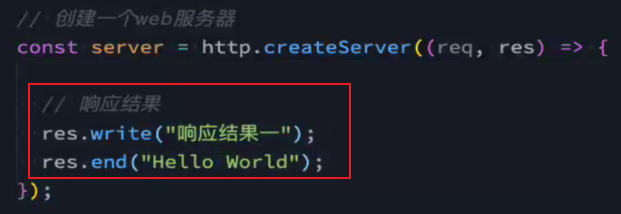 // 创建一个web服务器
const server = http.createServer((req, res) => {
// 响应结果
res.write("响应结果一");
res.end("Hello World");
});